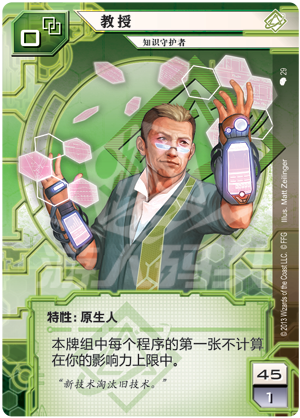 教授
知识守护者
0
29
Illus. Matt Zeilinger
© 2013 Wizards of the Coast LLC. © FFG
特性: 原生人
本牌组中每个程序的第一张不计算
在你的影响力上限中。
“新技术淘汰旧技术。”
45
1